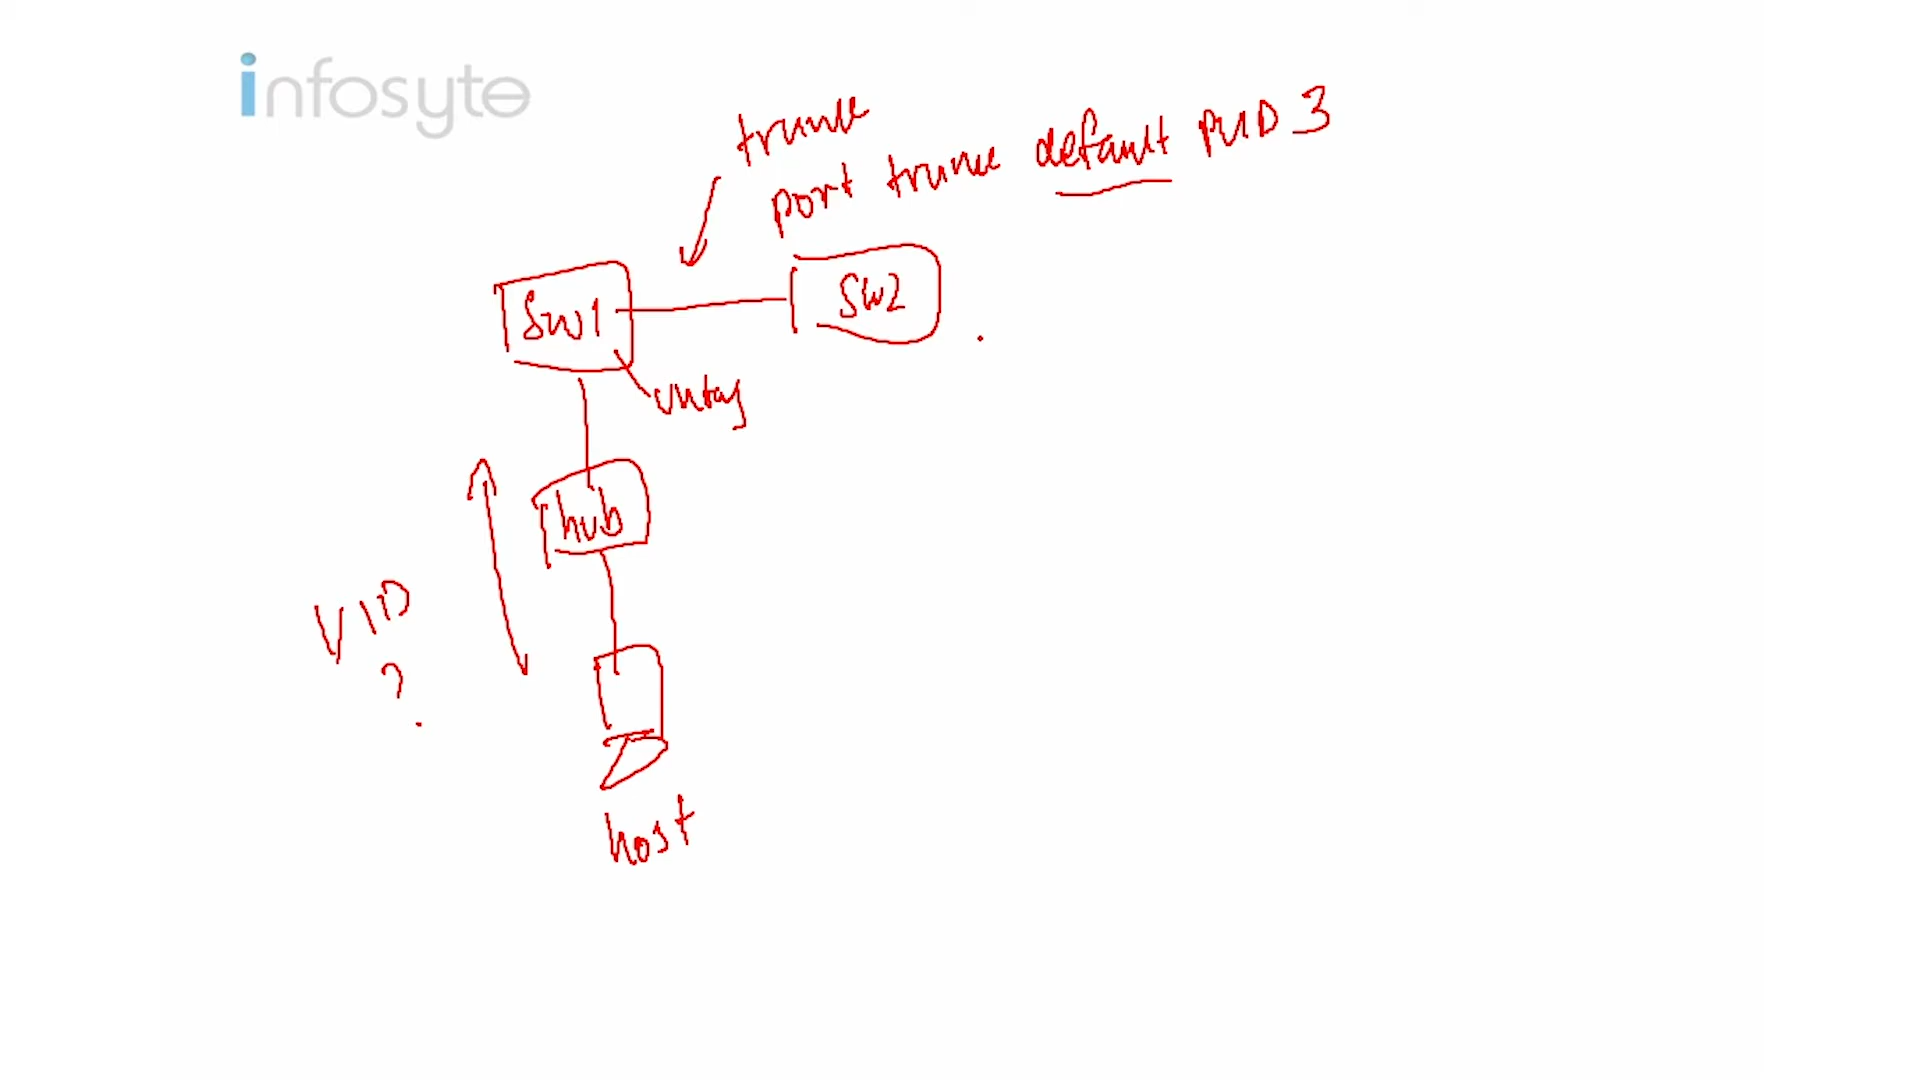 infosyte
trunk
port trunk default PVID 3
SW1
SW2
untag
hub
VID
?
host